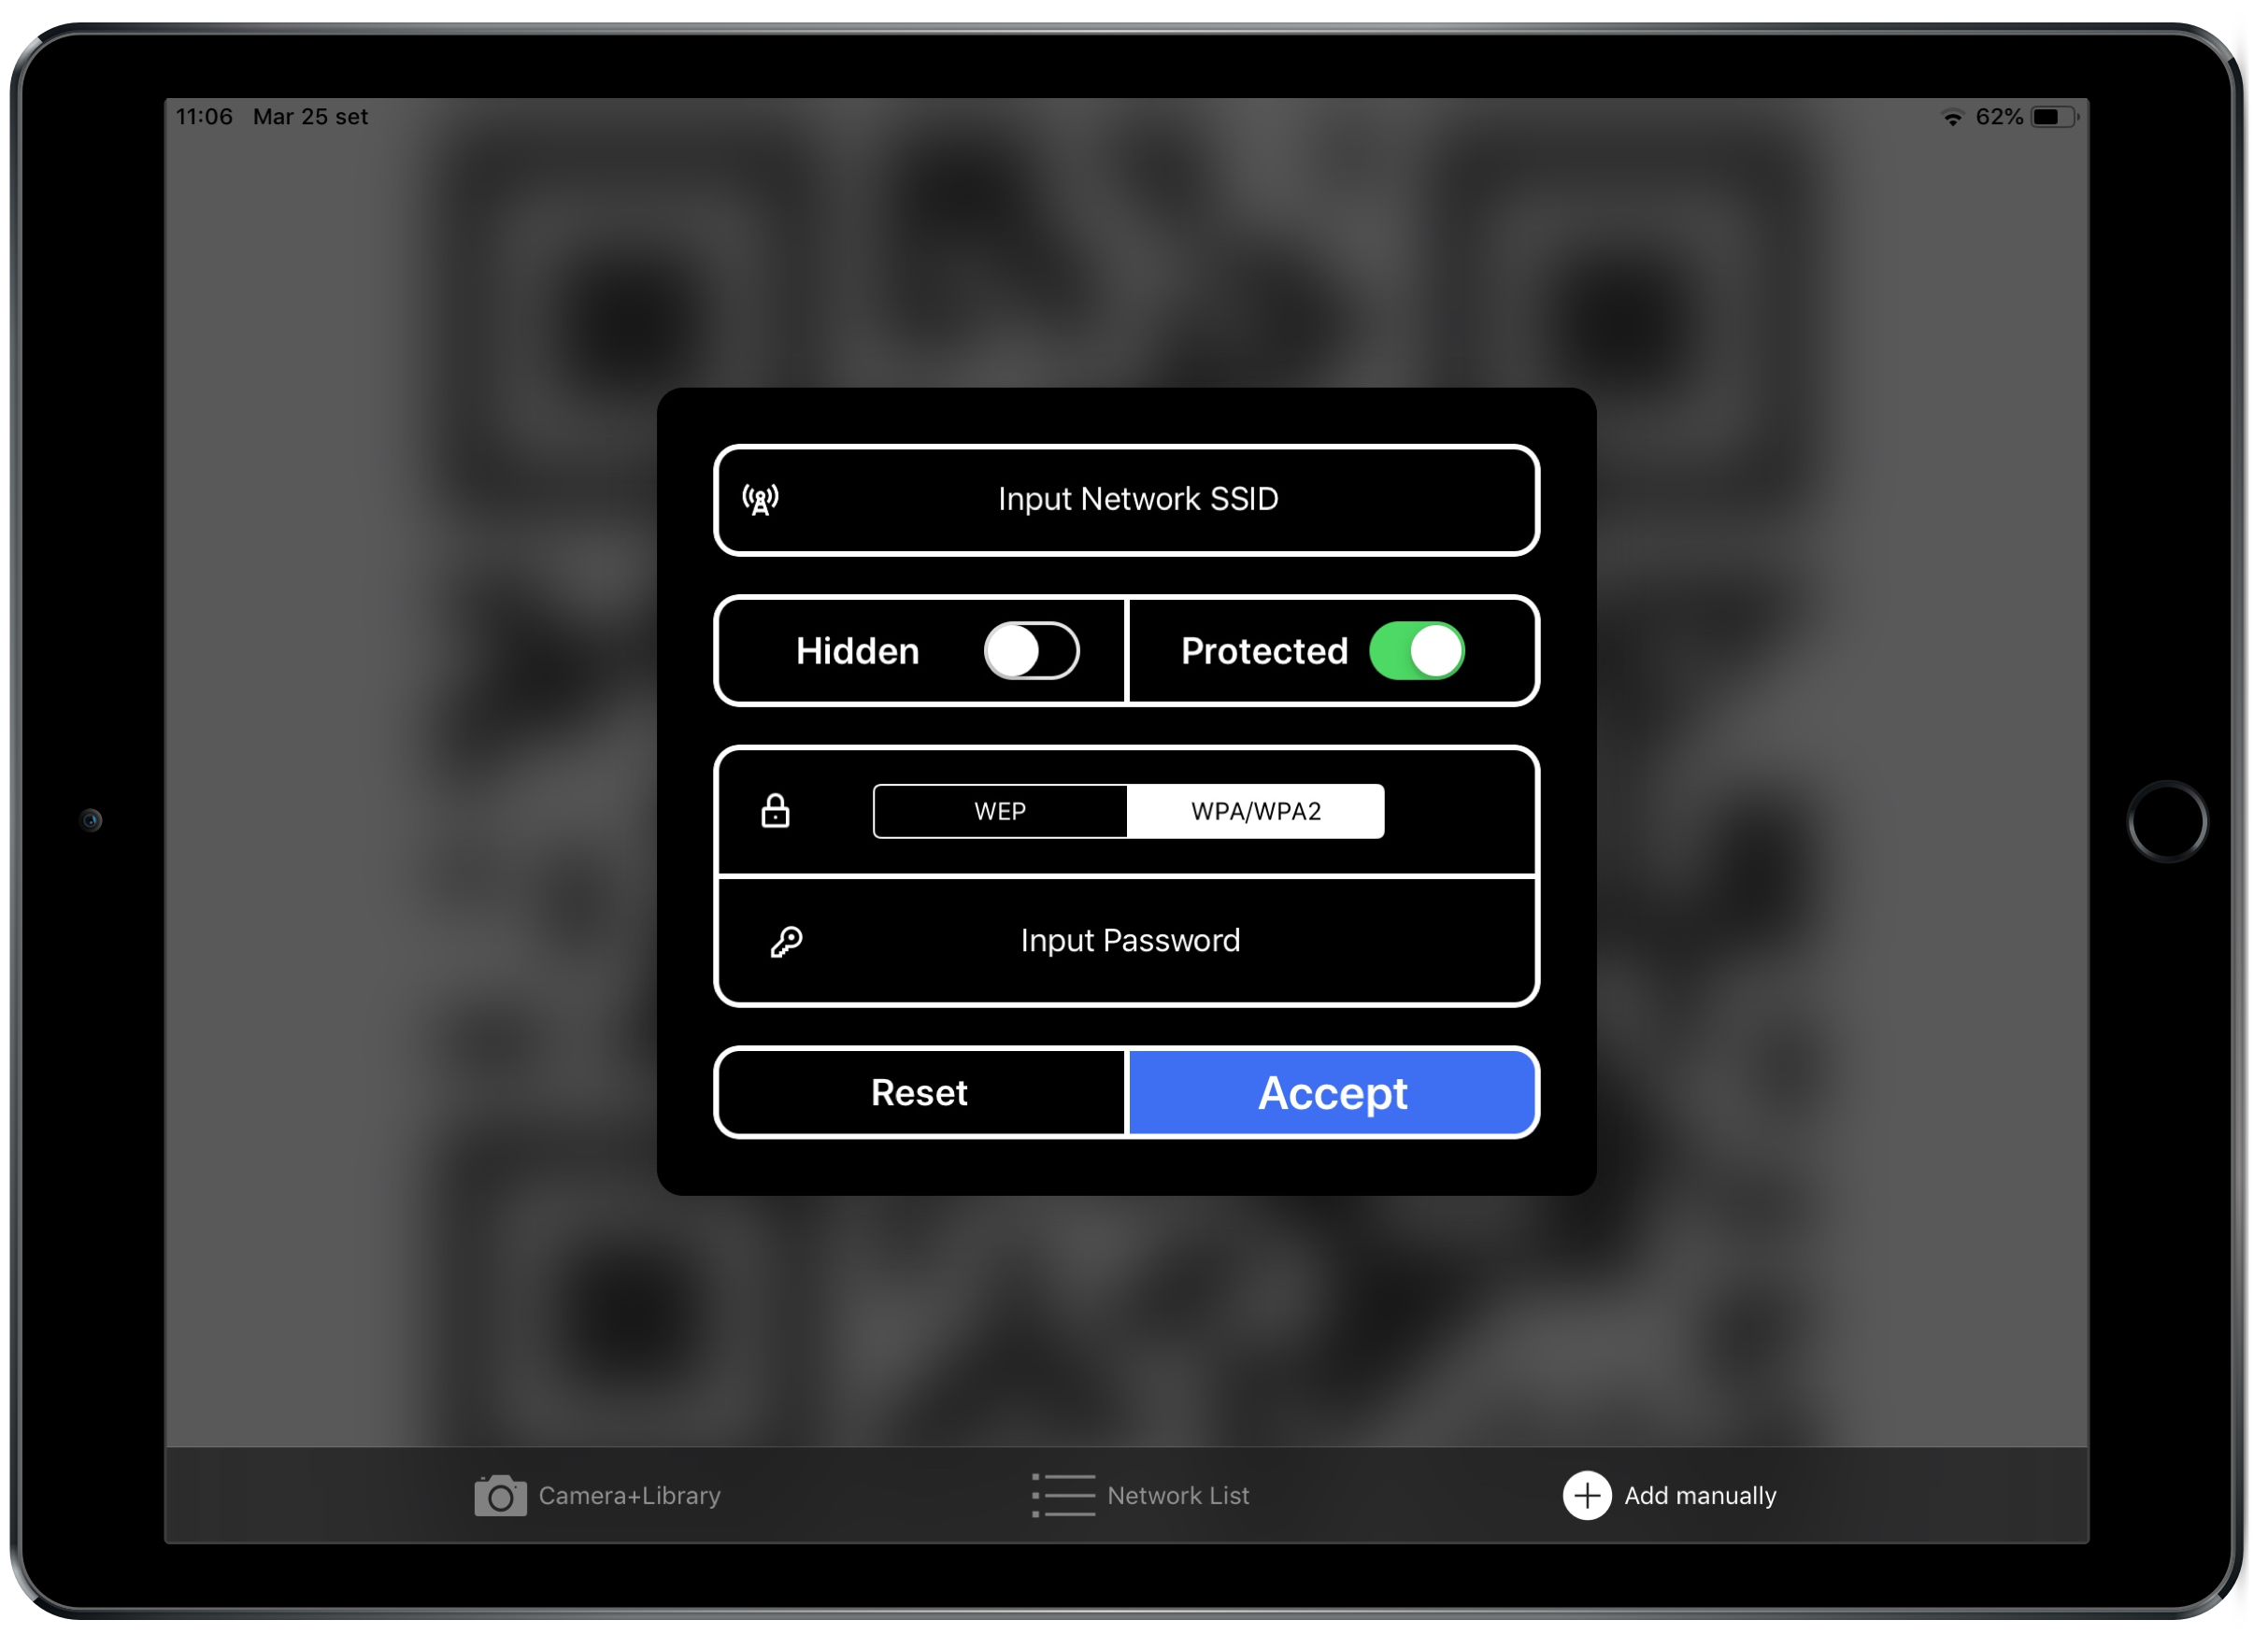 11:06 Mar 25 set 62%
Input Network SSID
Hidden Protected
WEP WPA/WPA2
Input Password
Reset Accept
Camera+Library Network List Add manually